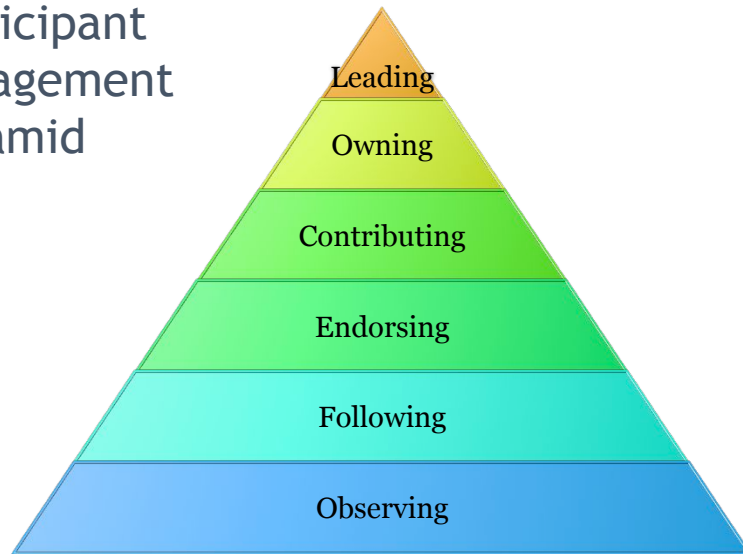 icipant
agement
amid
Leading
Owning
Contributing
Endorsing
Following
Observing